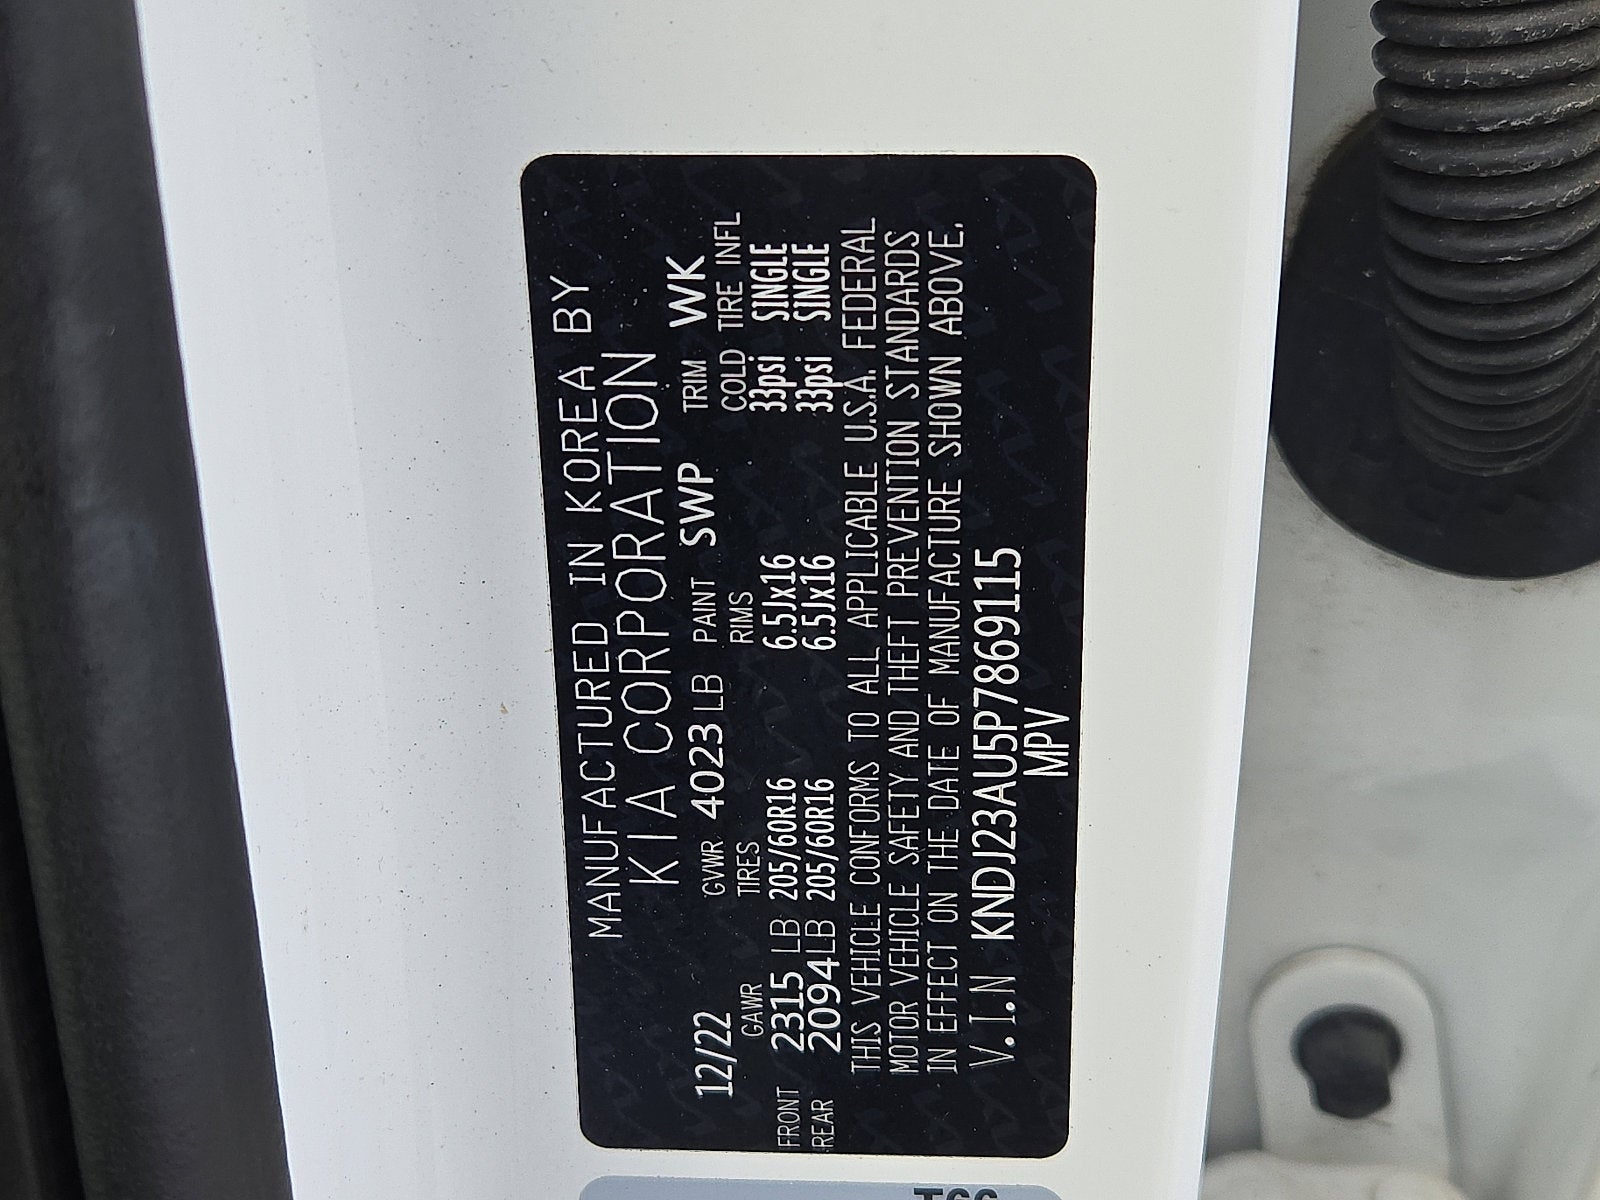 MANUFACTURED IN KOREA BY
KIA CORPORATION
12/22 GVWR 4023 LB PAINT SWP TRIM WK
GAWR TIRES RIMS COLD TIRE INFL
FRONT 2315 LB 205/60R16 6.5Jx16 33psi SINGLE
REAR 2094LB 205/60R16 6.5Jx16 33psi SINGLE
THIS VEHICLE CONFORMS TO ALL APPLICABLE U.S.A. FEDERAL
MOTOR VEHICLE SAFETY AND THEFT PREVENTION STANDARDS
IN EFFECT ON THE DATE OF MANUFACTURE SHOWN ABOVE.
V.I.N KNDJ23AU5P7869115
MPV